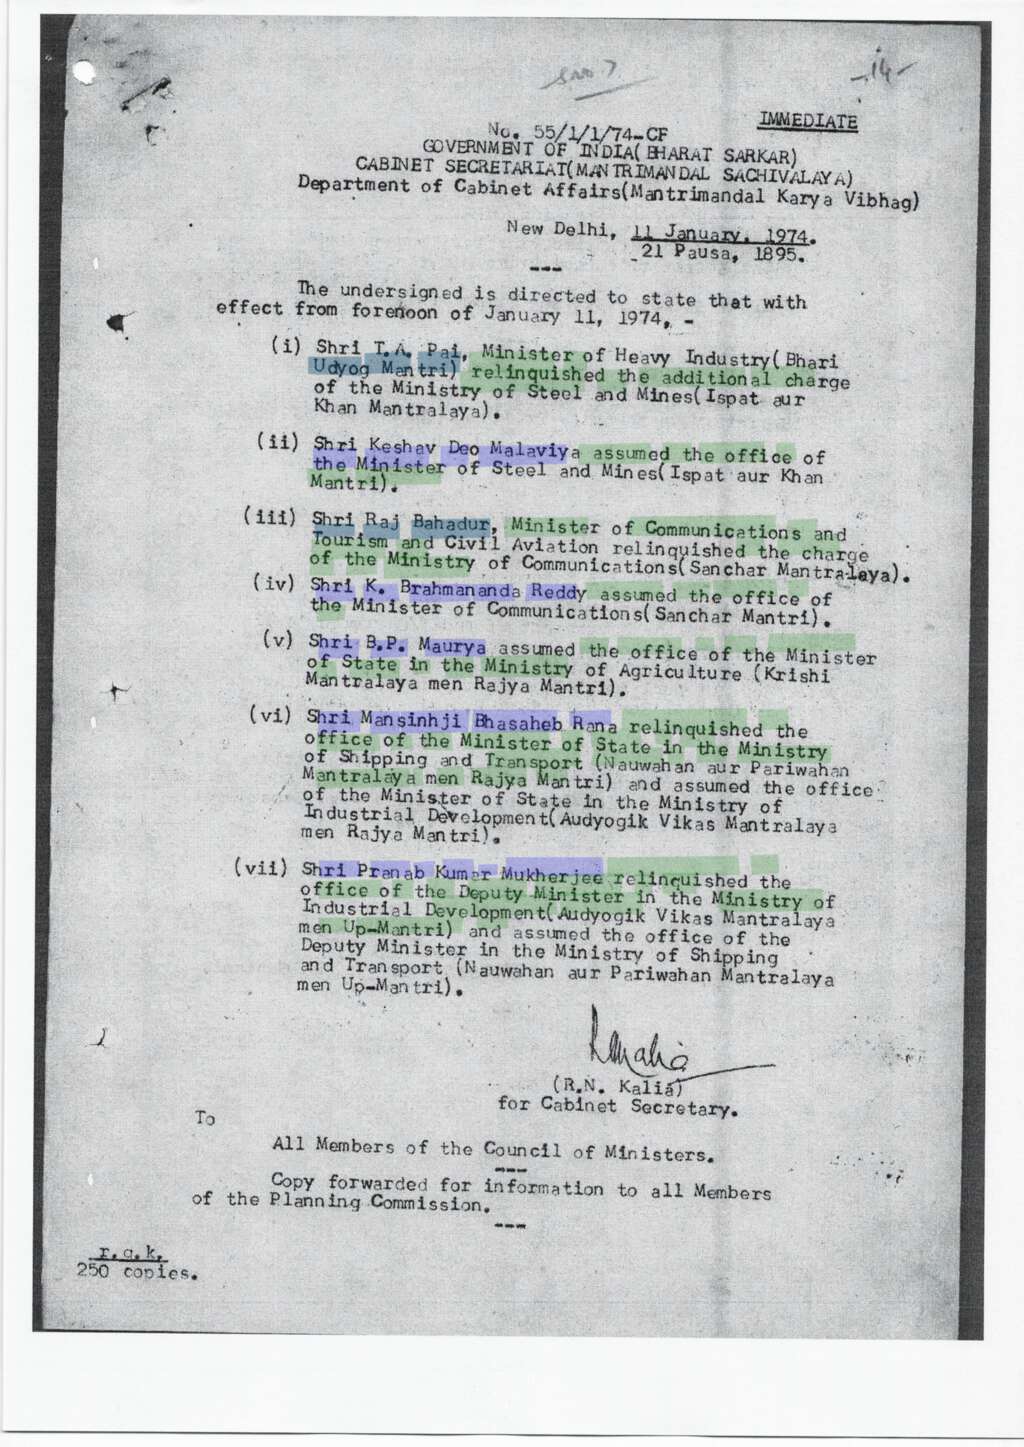 -14-
IMMEDIATE
No. 55/1/1/74-CF
GOVERNMENT OF INDIA(BHARAT SARKAR)
CABINET SECRETARIAT(MANTRIMANDAL SACHIVALAYA)
Department of Cabinet Affairs(Mantrimandal Karya Vibhag)
New Delhi, 11 January, 1974.
21 Pausa, 1895.
---
The undersigned is directed to state that with
effect from forenoon of January 11, 1974, -
(i) Shri T.A. Pai, Minister of Heavy Industry(Bhari
Udyog Mantri) relinquished the additional charge
of the Ministry of Steel and Mines(Ispat aur
Khan Mantralaya).
(ii) Shri Keshav Deo Malaviya assumed the office of
the Minister of Steel and Mines(Ispat aur Khan
Mantri).
(iii) Shri Raj Bahadur, Minister of Communications and
Tourism and Civil Aviation relinquished the charge
of the Ministry of Communications(Sanchar Mantralaya).
(iv) Shri K. Brahmananda Reddy assumed the office of
the Minister of Communications(Sanchar Mantri).
(v) Shri B.P. Maurya assumed the office of the Minister
of State in the Ministry of Agriculture (Krishi
Mantralaya men Rajya Mantri).
(vi) Shri Mansinhji Bhasaheb Rana relinquished the
office of the Minister of State in the Ministry
of Shipping and Transport (Nauwahan aur Pariwahan
Mantralaya men Rajya Mantri) and assumed the office
of the Minister of State in the Ministry of
Industrial Development(Audyogik Vikas Mantralaya
men Rajya Mantri).
(vii) Shri Pranab Kumar Mukherjee relinquished the
office of the Deputy Minister in the Ministry of
Industrial Development(Audyogik Vikas Mantralaya
men Up-Mantri) and assumed the office of the
Deputy Minister in the Ministry of Shipping
and Transport (Nauwahan aur Pariwahan Mantralaya
men Up-Mantri).
(R.N. Kalia)
for Cabinet Secretary.
To
All Members of the Council of Ministers.
---
Copy forwarded for information to all Members
of the Planning Commission.
---
250 copies.